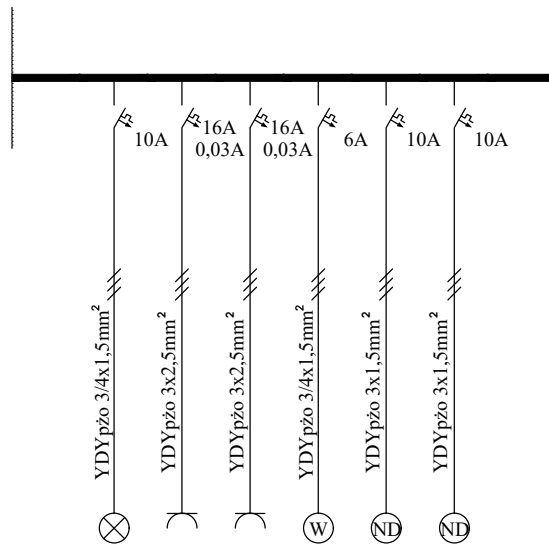 10A
16A
0,03A
16A
0,03A
6A
10A
10A
YDYpżo 3/4x1,5mm²
YDYpżo 3x2,5mm²
YDYpżo 3x2,5mm²
YDYpżo 3/4x1,5mm²
YDYpżo 3x1,5mm²
YDYpżo 3x1,5mm²
W
ND
ND